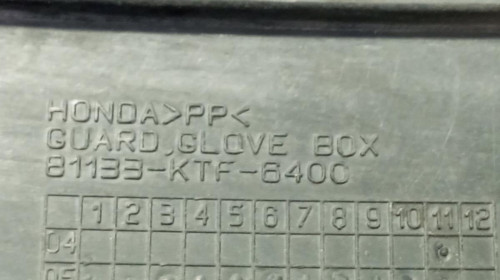 HONDA>PP<
GUARD,GLOVE BOX
81133-KTF-6400
1 2 3 4 5 6 7 8 9 10 11 12
04
05